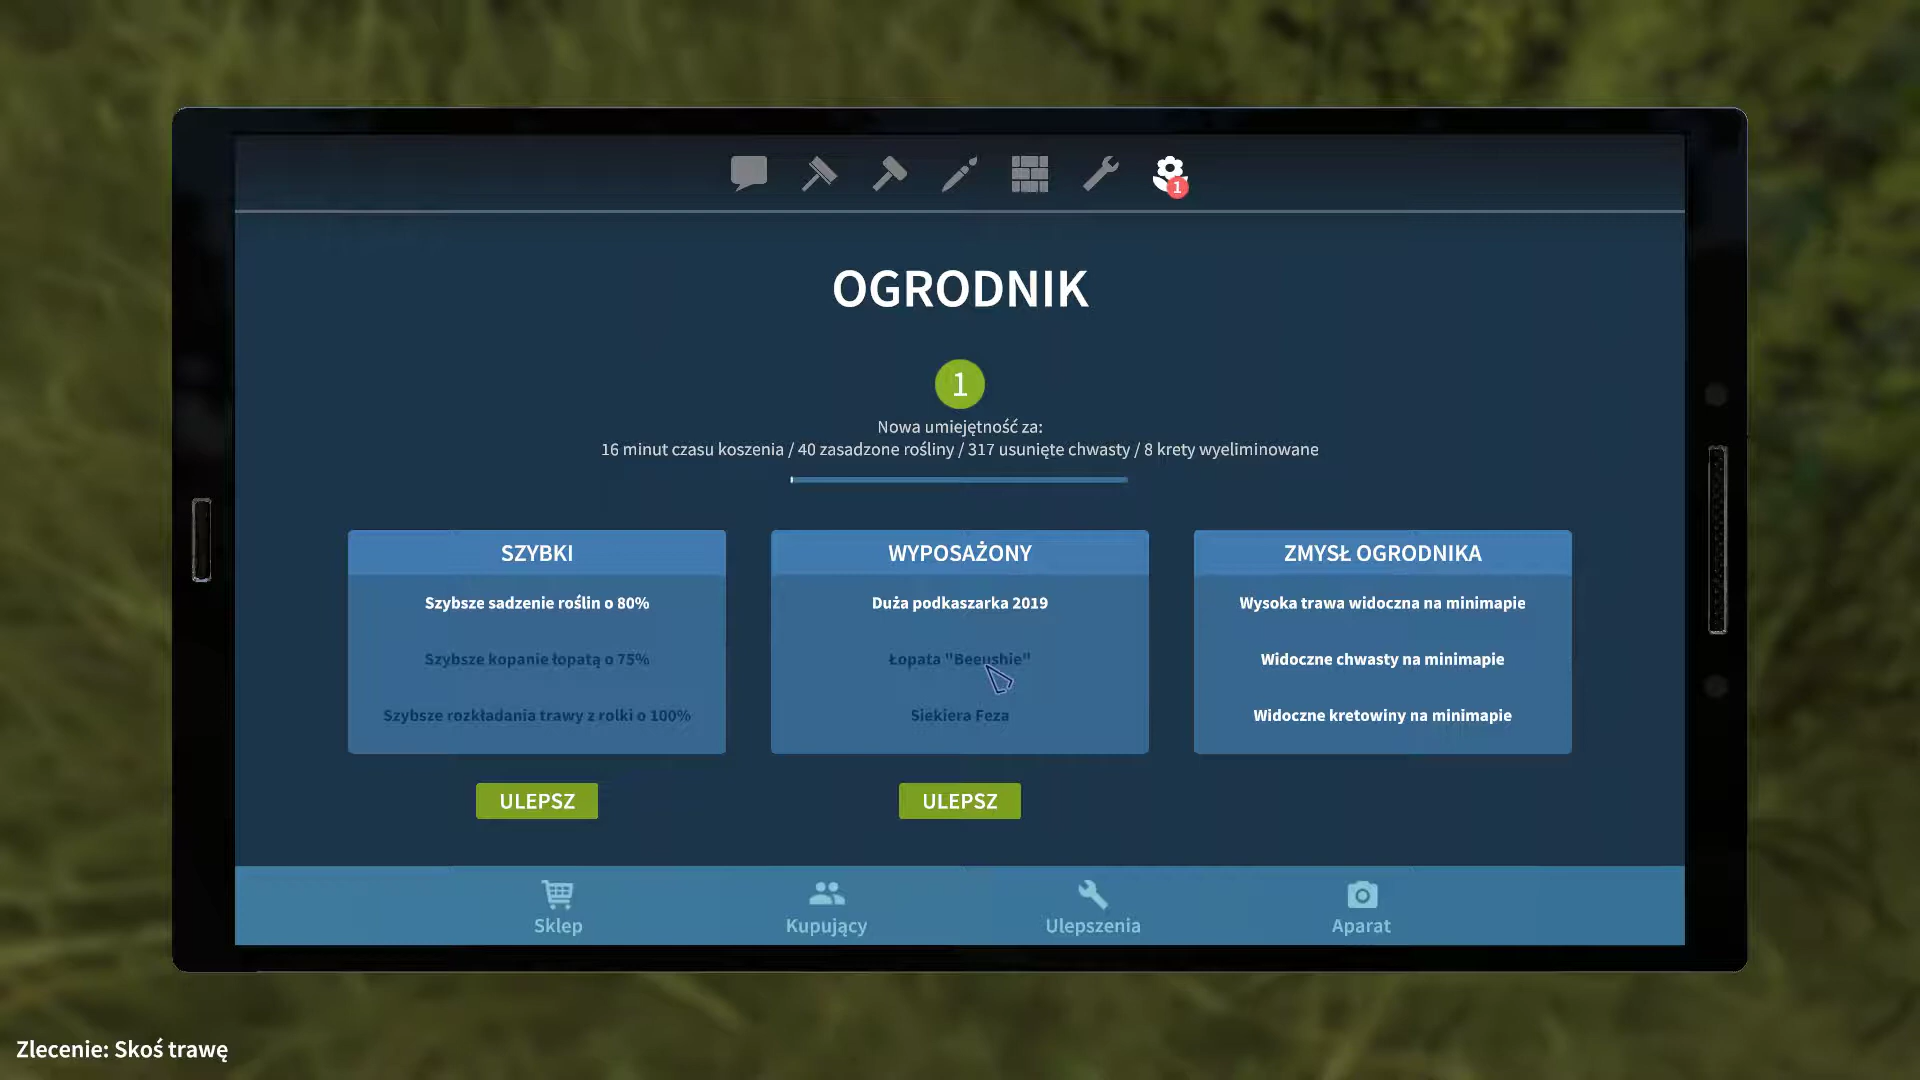 1
OGRODNIK
1
Nowa umiejętność za:
16 minut czasu koszenia / 40 zasadzone rośliny / 317 usunięte chwasty / 8 krety wyeliminowane
SZYBKI
Szybsze sadzenie roślin o 80%
Szybsze kopanie łopatą o 75%
Szybsze rozkładania trawy z rolki o 100%
ULEPSZ
WYPOSAŻONY
Duża podkaszarka 2019
Łopata "Beeushie"
Siekiera Feza
ULEPSZ
ZMYSŁ OGRODNIKA
Wysoka trawa widoczna na minimapie
Widoczne chwasty na minimapie
Widoczne kretowiny na minimapie
Sklep
Kupujący
Ulepszenia
Aparat
Zlecenie: Skoś trawę